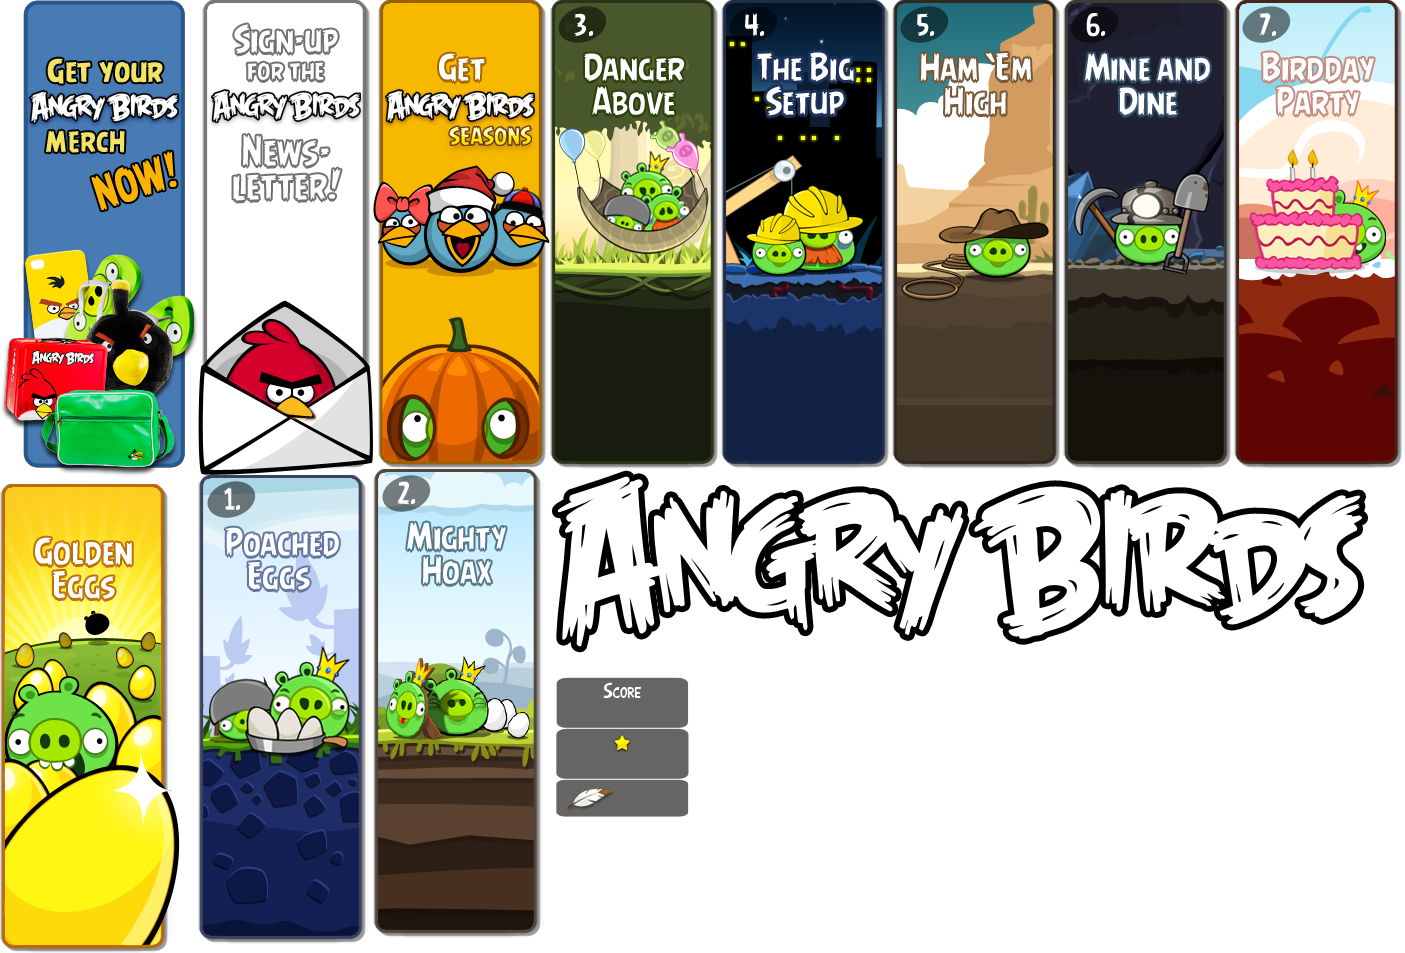 GET YOUR
ANGRY BIRDS
MERCH
NOW!
ANGRY BIRDS
SIGN-UP
FOR THE
ANGRY BIRDS
NEWS-
LETTER!
GET
ANGRY BIRDS
SEASONS
3.
DANGER
ABOVE
4.
THE BIG
SETUP
5.
HAM 'EM
HIGH
6.
MINE AND
DINE
7.
BIRDDAY
PARTY
GOLDEN
EGGS
1.
POACHED
EGGS
2.
MIGHTY
HOAX
ANGRY BIRDS
SCORE